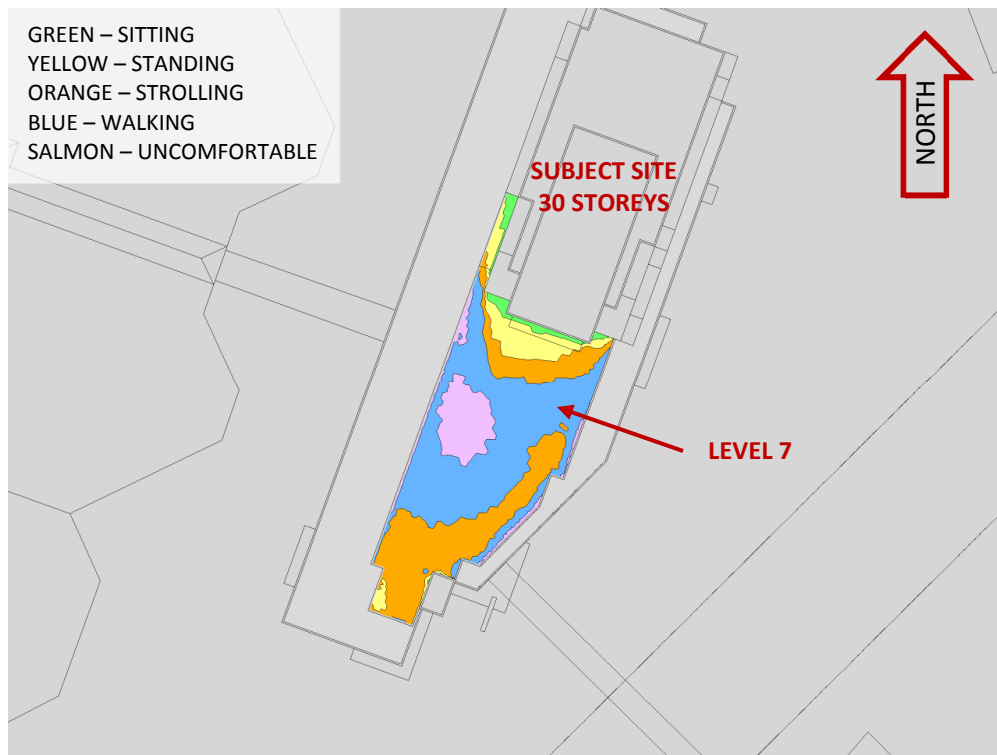 GREEN – SITTING
YELLOW – STANDING
ORANGE – STROLLING
BLUE – WALKING
SALMON – UNCOMFORTABLE
NORTH
SUBJECT SITE
30 STOREYS
LEVEL 7